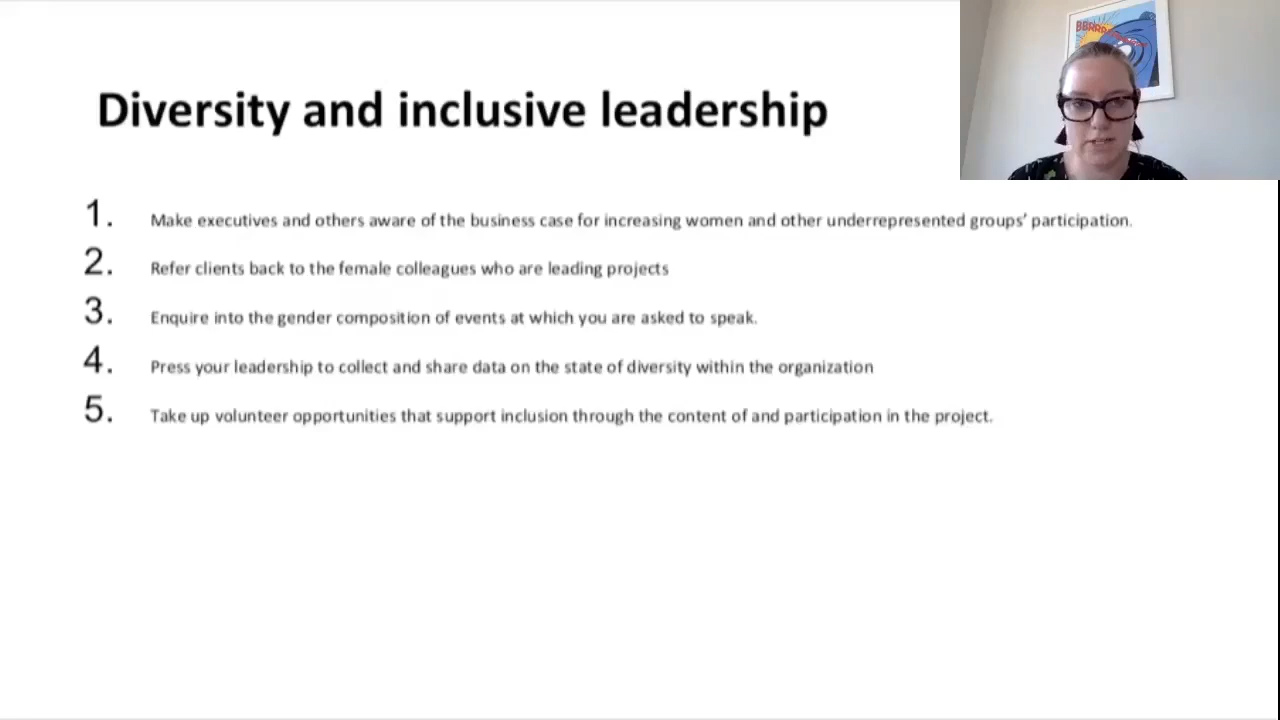 Diversity and inclusive leadership
1. Make executives and others aware of the business case for increasing women and other underrepresented groups' participation.
2. Refer clients back to the female colleagues who are leading projects
3. Enquire into the gender composition of events at which you are asked to speak.
4. Press your leadership to collect and share data on the state of diversity within the organization
5. Take up volunteer opportunities that support inclusion through the content of and participation in the project.